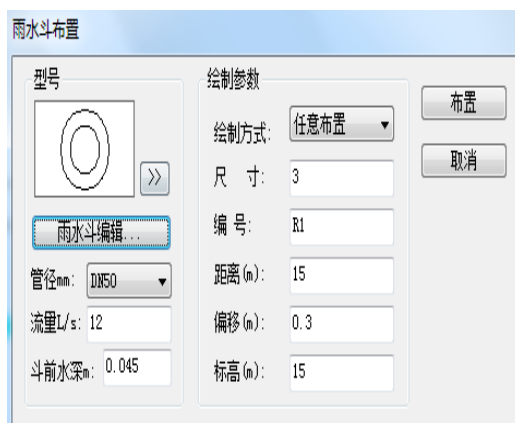 雨水斗布置
型号
>>
雨水斗编辑...
管径mm: DN50
流里L/s: 12
斗前水深m: 0.045
绘制参数
绘制方式: 任意布置
尺 寸: 3
编 号: R1
距离(m): 15
偏移(m): 0.3
标高(m): 15
布置
取消